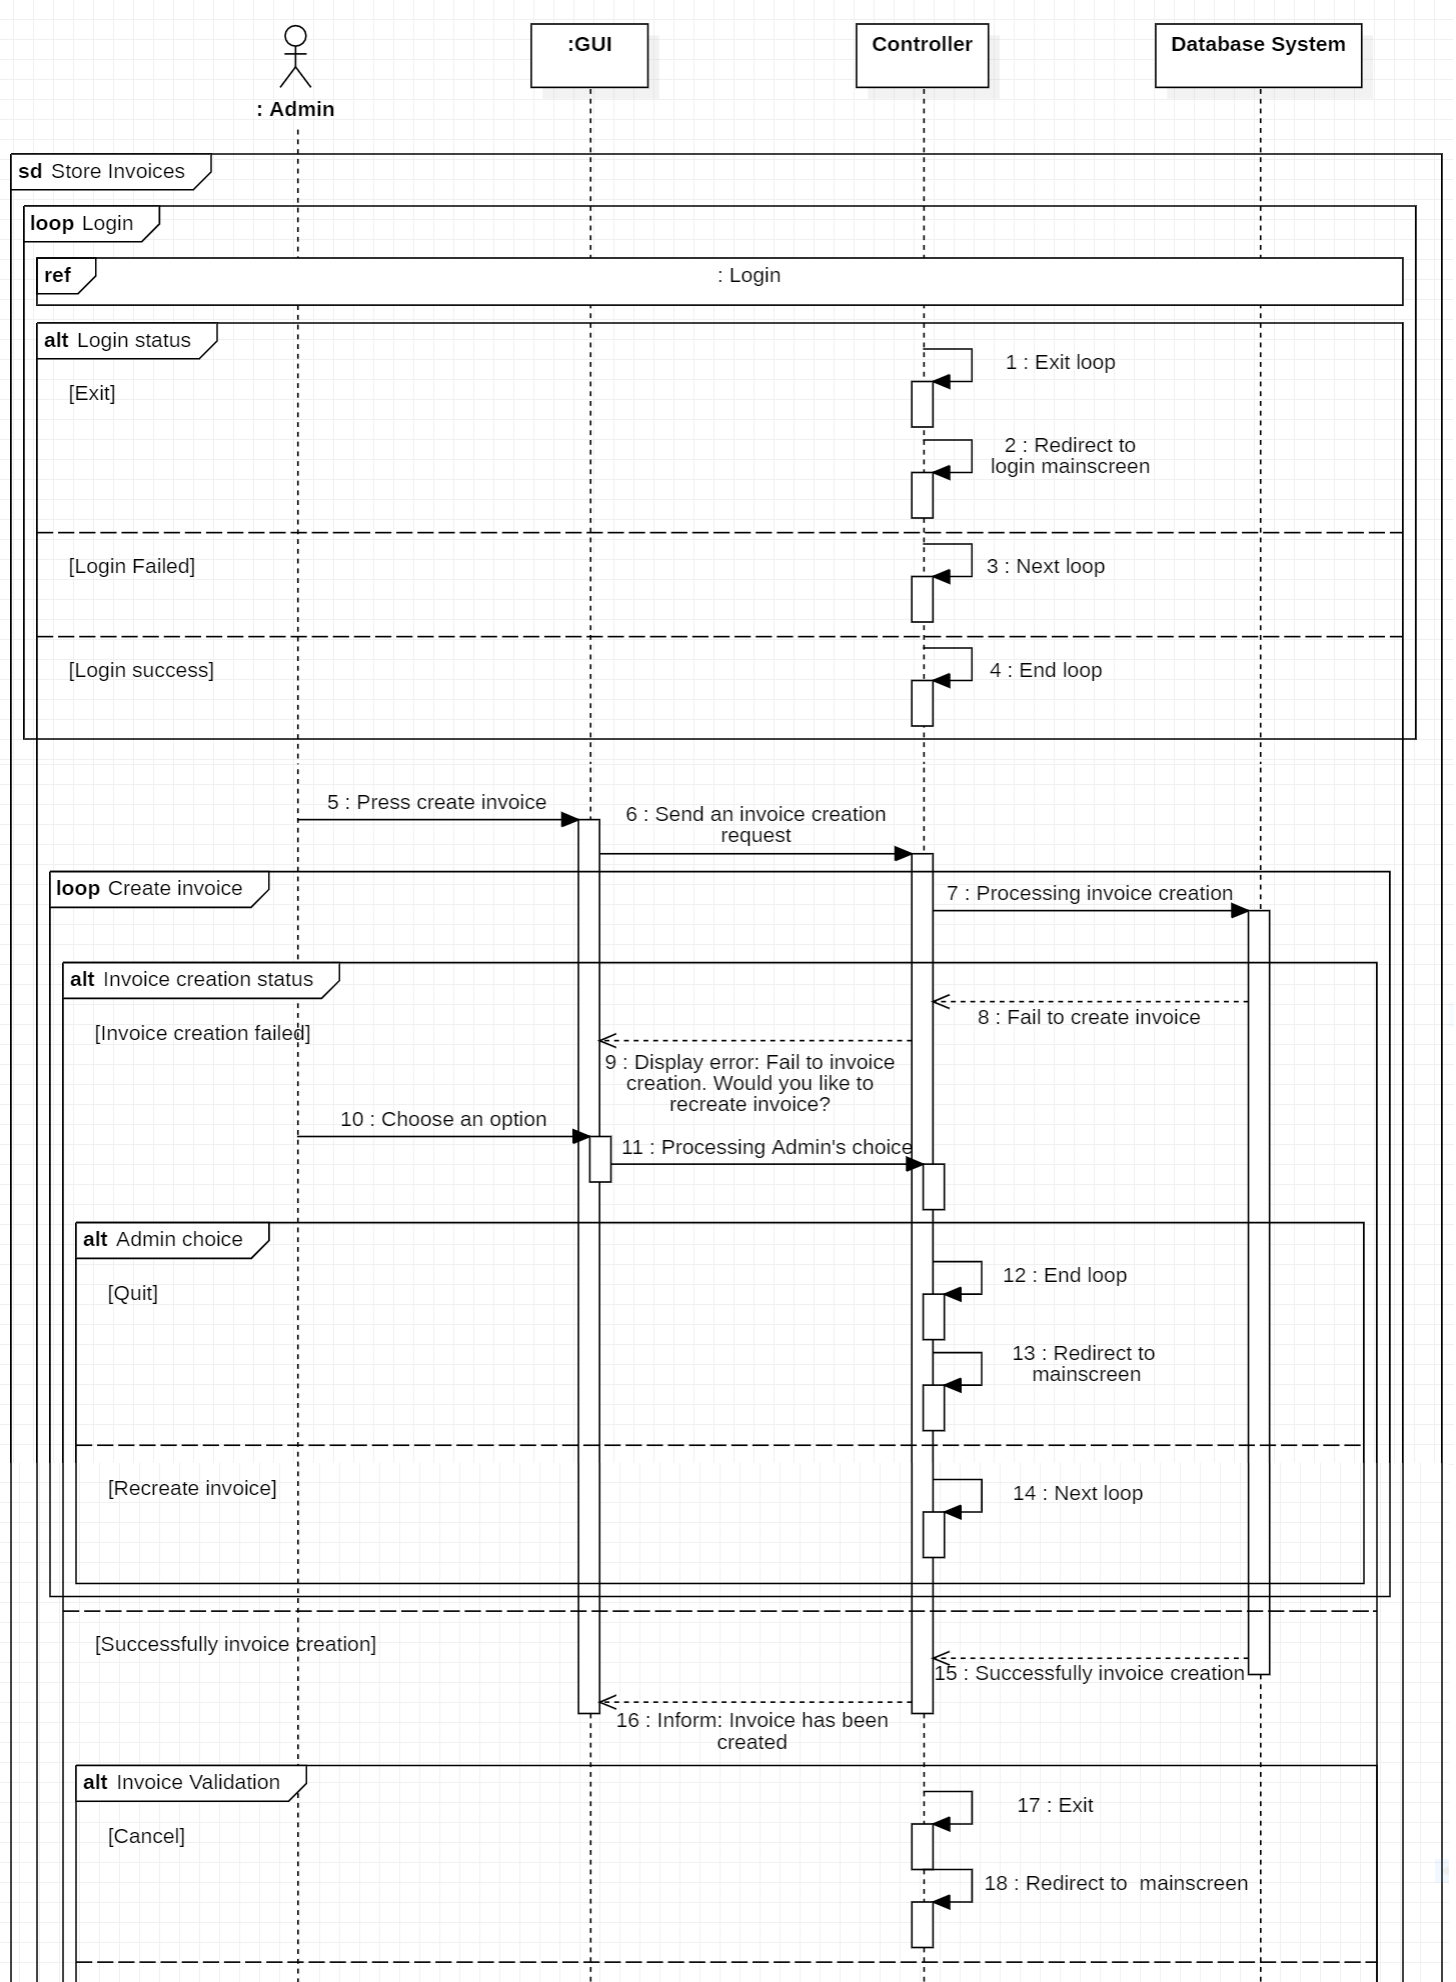 : Admin
:GUI
Controller
Database System
sd Store Invoices
loop Login
ref
: Login
alt Login status
[Exit]
1 : Exit loop
2 : Redirect to
login mainscreen
[Login Failed]
3 : Next loop
[Login success]
4 : End loop
5 : Press create invoice
6 : Send an invoice creation
request
loop Create invoice
7 : Processing invoice creation
alt Invoice creation status
8 : Fail to create invoice
[Invoice creation failed]
9 : Display error: Fail to invoice
creation. Would you like to
recreate invoice?
10 : Choose an option
11 : Processing Admin's choice
alt Admin choice
[Quit]
12 : End loop
13 : Redirect to
mainscreen
[Recreate invoice]
14 : Next loop
[Successfully invoice creation]
15 : Successfully invoice creation
16 : Inform: Invoice has been
created
alt Invoice Validation
[Cancel]
17 : Exit
18 : Redirect to  mainscreen